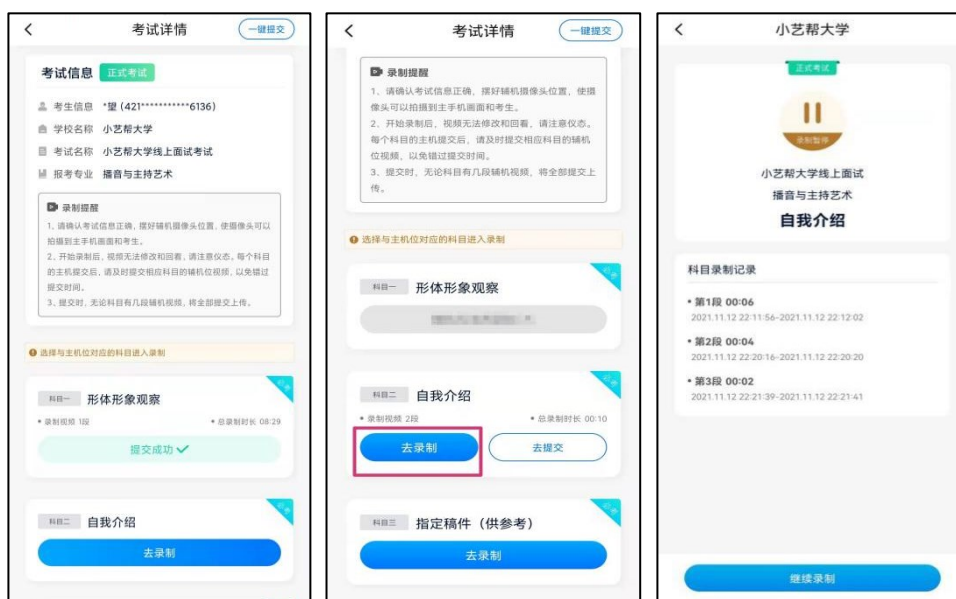 考试详情
一键提交
考试信息 正式考试
考生信息 *望 (421***********6136)
学校名称 小艺帮大学
考试名称 小艺帮大学线上面试考试
报考专业 播音与主持艺术
录制提醒
1、请确认考试信息正确，摆好辅机摄像头位置，使摄像头可以
拍摄到主手机画面和考生。
2、开始录制后，视频无法修改和回看，请注意仪态。每个科目
的主机提交后，请及时提交相应科目的辅机位视频，以免错过
提交时间。
3、提交时，无论科目有几段辅机视频，将全部提交上传。
选择与主机位对应的科目进入录制
必考
科目一 形体形象观察
• 录制视频 1段 • 总录制时长 08:29
提交成功
必考
科目二 自我介绍
去录制
考试详情
一键提交
录制提醒
1、请确认考试信息正确，摆好辅机摄像头位置，使摄
像头可以拍摄到主手机画面和考生。
2、开始录制后，视频无法修改和回看，请注意仪态。
每个科目的主机提交后，请及时提交相应科目的辅机
位视频，以免错过提交时间。
3、提交时，无论科目有几段视频，将全部提交上
传。
选择与主机位对应的科目进入录制
必考
科目一 形体形象观察
必考
科目二 自我介绍
• 录制视频 2段 • 总录制时长 00:10
去录制 去提交
必考
科目三 指定稿件（供参考）
去录制
小艺帮大学
正式考试
录制暂停
小艺帮大学线上面试
播音与主持艺术
自我介绍
科目录制记录
• 第1段 00:06
2021.11.12 22:11:56-2021.11.12 22:12:02
• 第2段 00:04
2021.11.12 22:20:16-2021.11.12 22:20:20
• 第3段 00:02
2021.11.12 22:21:39-2021.11.12 22:21:41
继续录制